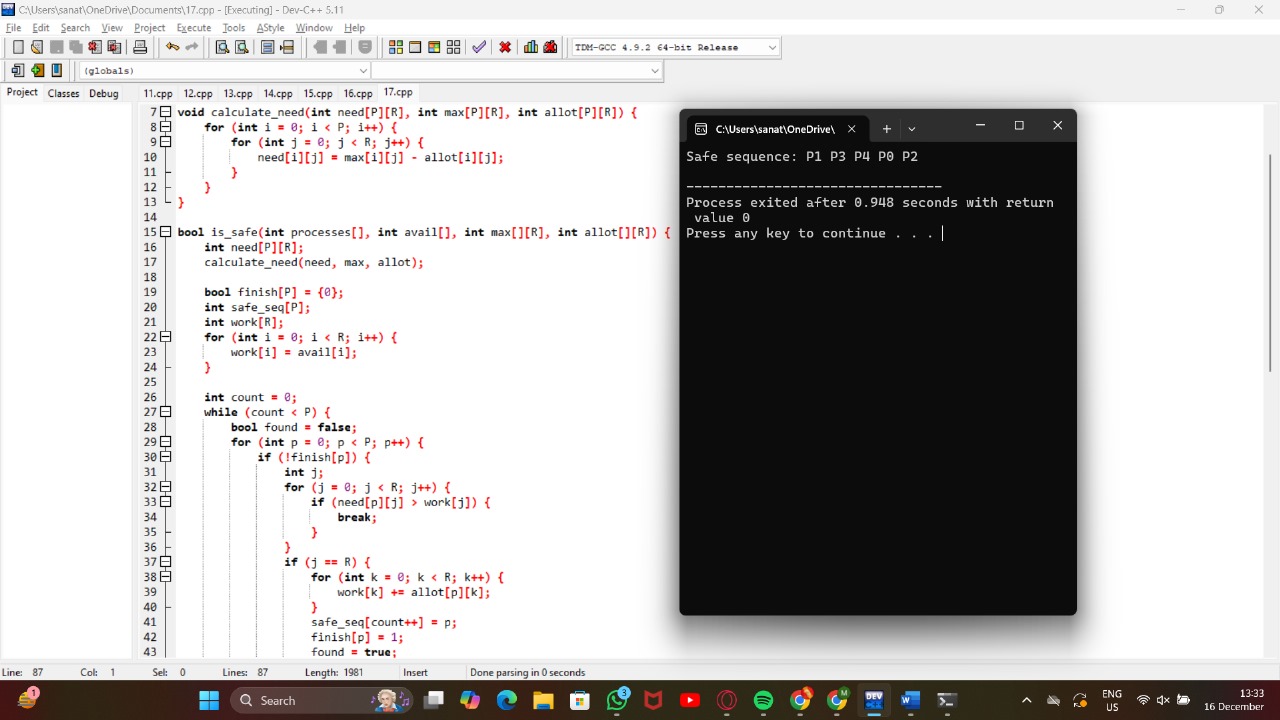 C:\Users\sanat\OneDrive\Documents\17.cpp - [Executing] - Dev-C++ 5.11
File Edit Search View Project Execute Tools AStyle Window Help
TDM-GCC 4.9.2 64-bit Release
(globals)
Project Classes Debug 11.cpp 12.cpp 13.cpp 14.cpp 15.cpp 16.cpp 17.cpp
7 void calculate_need(int need[P][R], int max[P][R], int allot[P][R]) {
8 for (int i = 0; i < P; i++) {
9 for (int j = 0; j < R; j++) {
10 need[i][j] = max[i][j] - allot[i][j];
11 }
12 }
13 }
14
15 bool is_safe(int processes[], int avail[], int max[][R], int allot[][R]) {
16 int need[P][R];
17 calculate_need(need, max, allot);
18
19 bool finish[P] = {0};
20 int safe_seq[P];
21 int work[R];
22 for (int i = 0; i < R; i++) {
23 work[i] = avail[i];
24 }
25
26 int count = 0;
27 while (count < P) {
28 bool found = false;
29 for (int p = 0; p < P; p++) {
30 if (!finish[p]) {
31 int j;
32 for (j = 0; j < R; j++) {
33 if (need[p][j] > work[j]) {
34 break;
35 }
36 }
37 if (j == R) {
38 for (int k = 0; k < R; k++) {
39 work[k] += allot[p][k];
40 }
41 safe_seq[count++] = p;
42 finish[p] = 1;
43 found = true;
C:\Users\sanat\OneDrive\
Safe sequence: P1 P3 P4 P0 P2
--------------------------------
Process exited after 0.948 seconds with return
value 0
Press any key to continue . . .
Line: 87 Col: 1 Sel: 0 Lines: 87 Length: 1981 Insert Done parsing in 0 seconds
1
Search
3
M
DEV
W
ENG
US
13:33
16 December